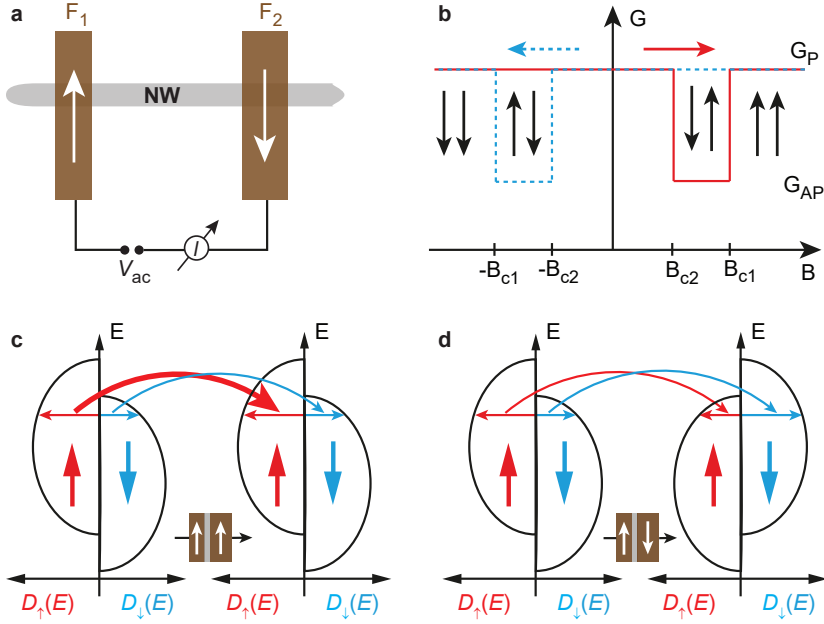 a
F1
F2
NW
Vac
I
b
G
GP
GAP
-Bc1
-Bc2
Bc2
Bc1
B
c
E
E
D↑(E)
D↓(E)
D↑(E)
D↓(E)
d
E
E
D↑(E)
D↓(E)
D↑(E)
D↓(E)